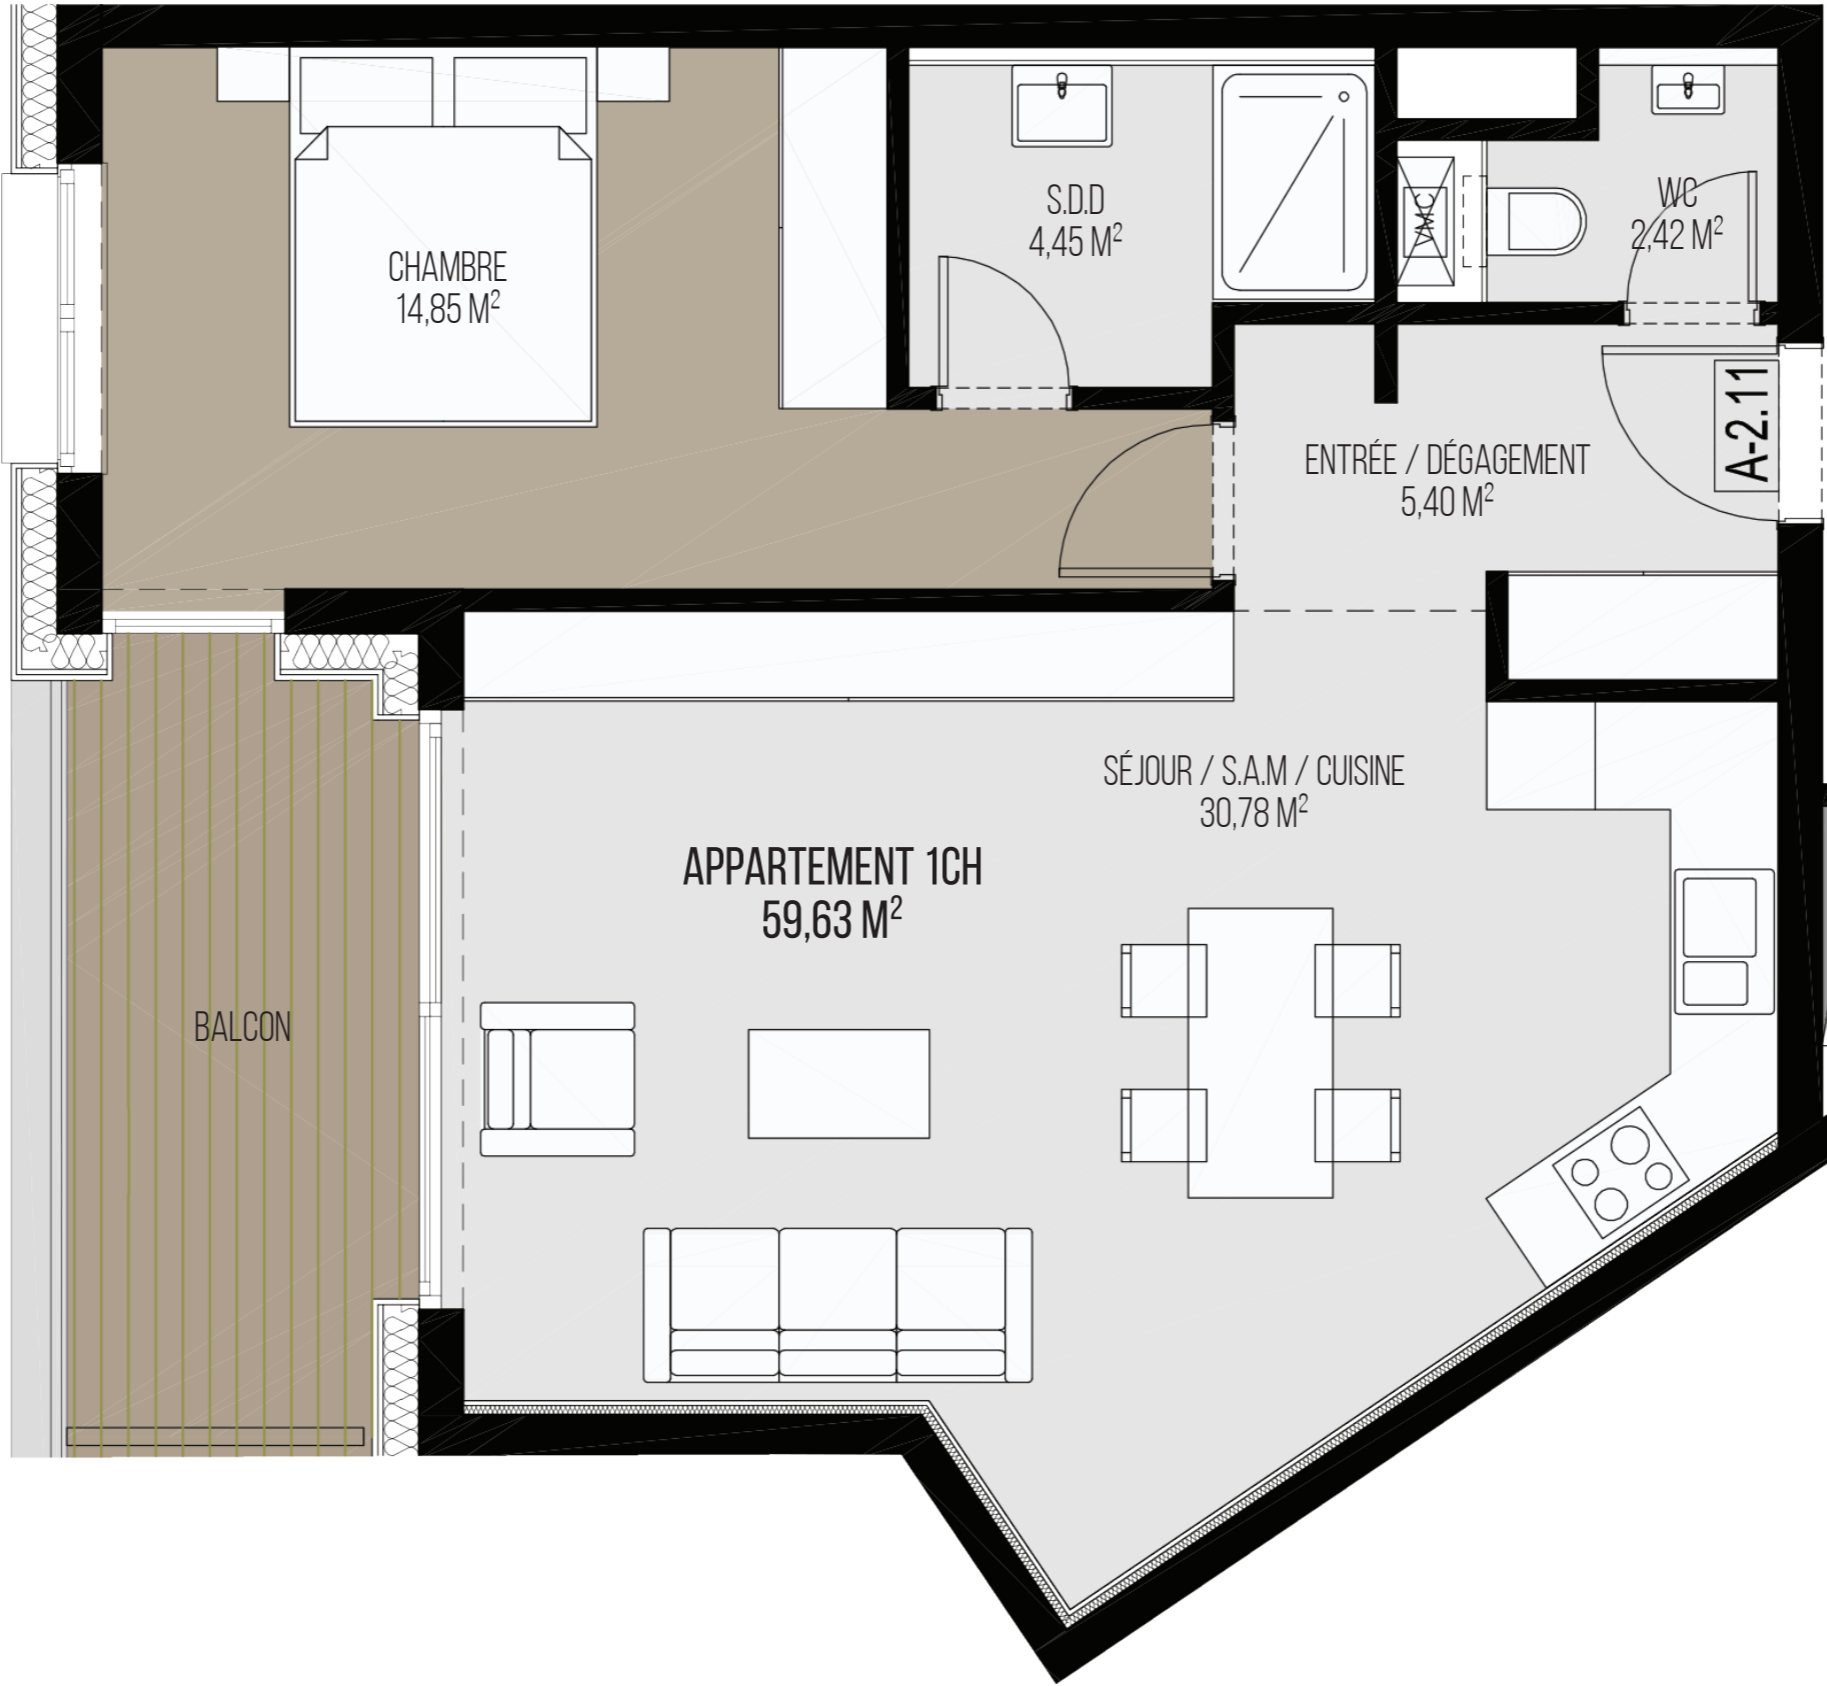 S.D.D
4,45 M²
WC
2,42 M²
VMC
CHAMBRE
14,85 M²
A-2.11
ENTRÉE / DÉGAGEMENT
5,40 M²
SÉJOUR / S.A.M / CUISINE
30,78 M²
APPARTEMENT 1CH
59,63 M²
BALCON